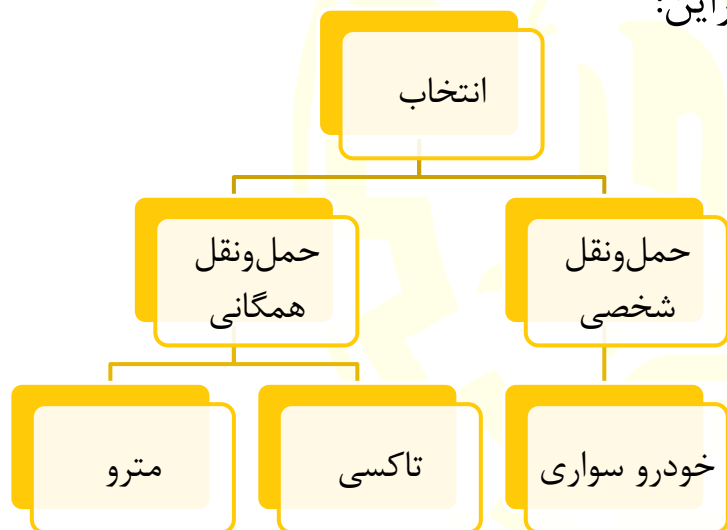 انتخاب
حمل‌ونقل
شخصی
حمل‌ونقل
همگانی
خودرو سواری
تاکسی
مترو